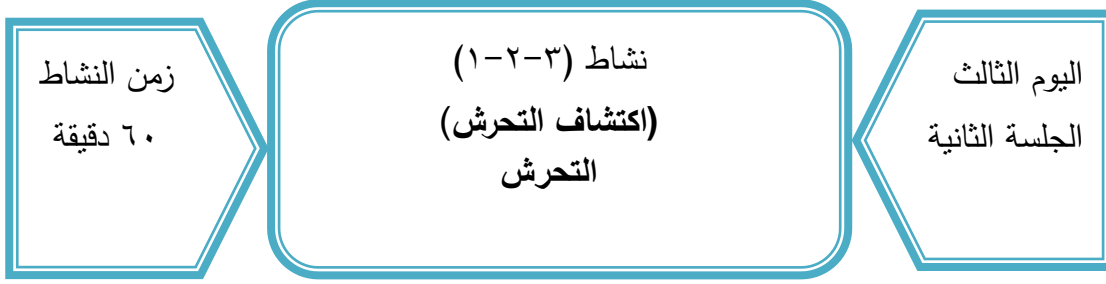 اليوم الثالث
الجلسة الثانية
نشاط (٣-٢-١)
(اكتشاف التحرش)
التحرش
زمن النشاط
٦٠ دقيقة